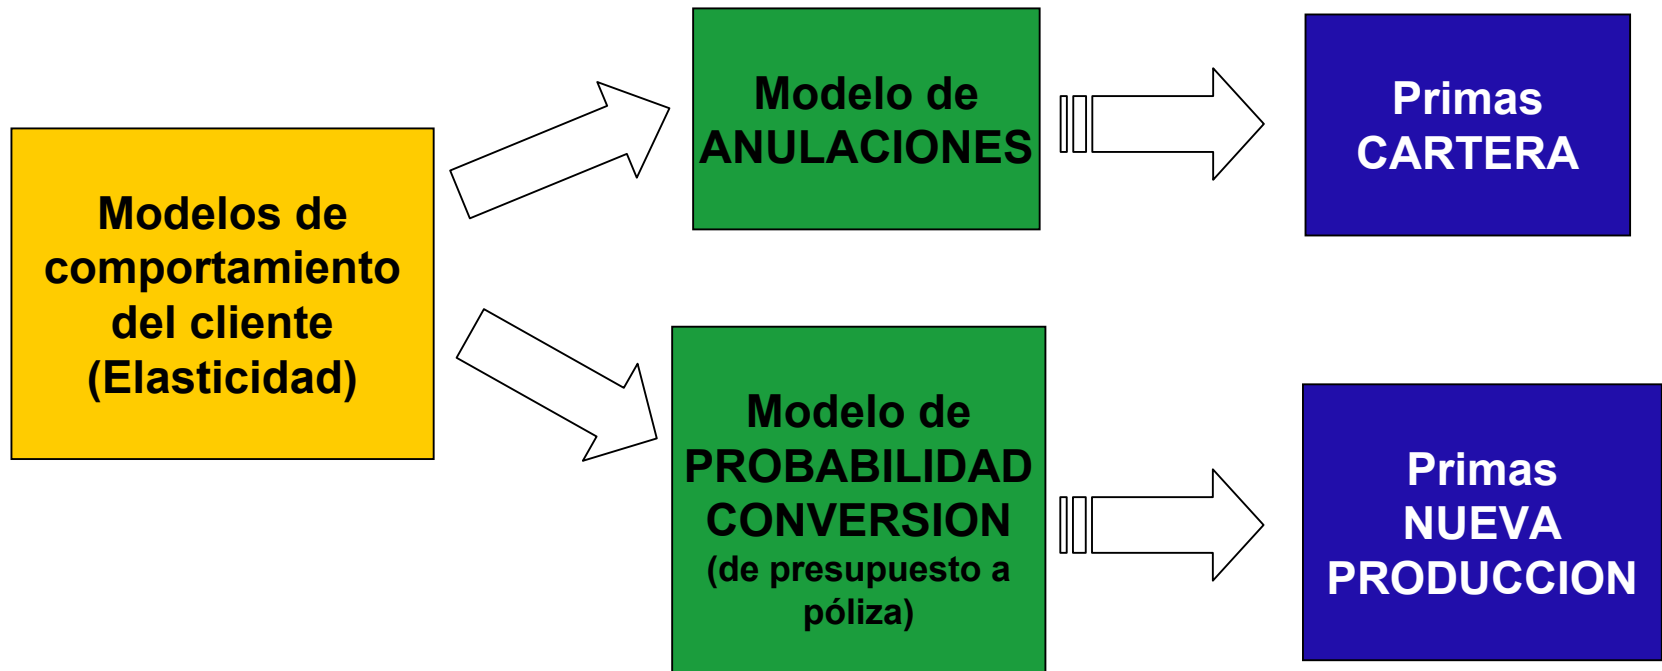 Modelos de
comportamiento
del cliente
(Elasticidad)
Modelo de
ANULACIONES
Primas
CARTERA
Modelo de
PROBABILIDAD
CONVERSION
(de presupuesto a
póliza)
Primas
NUEVA
PRODUCCION